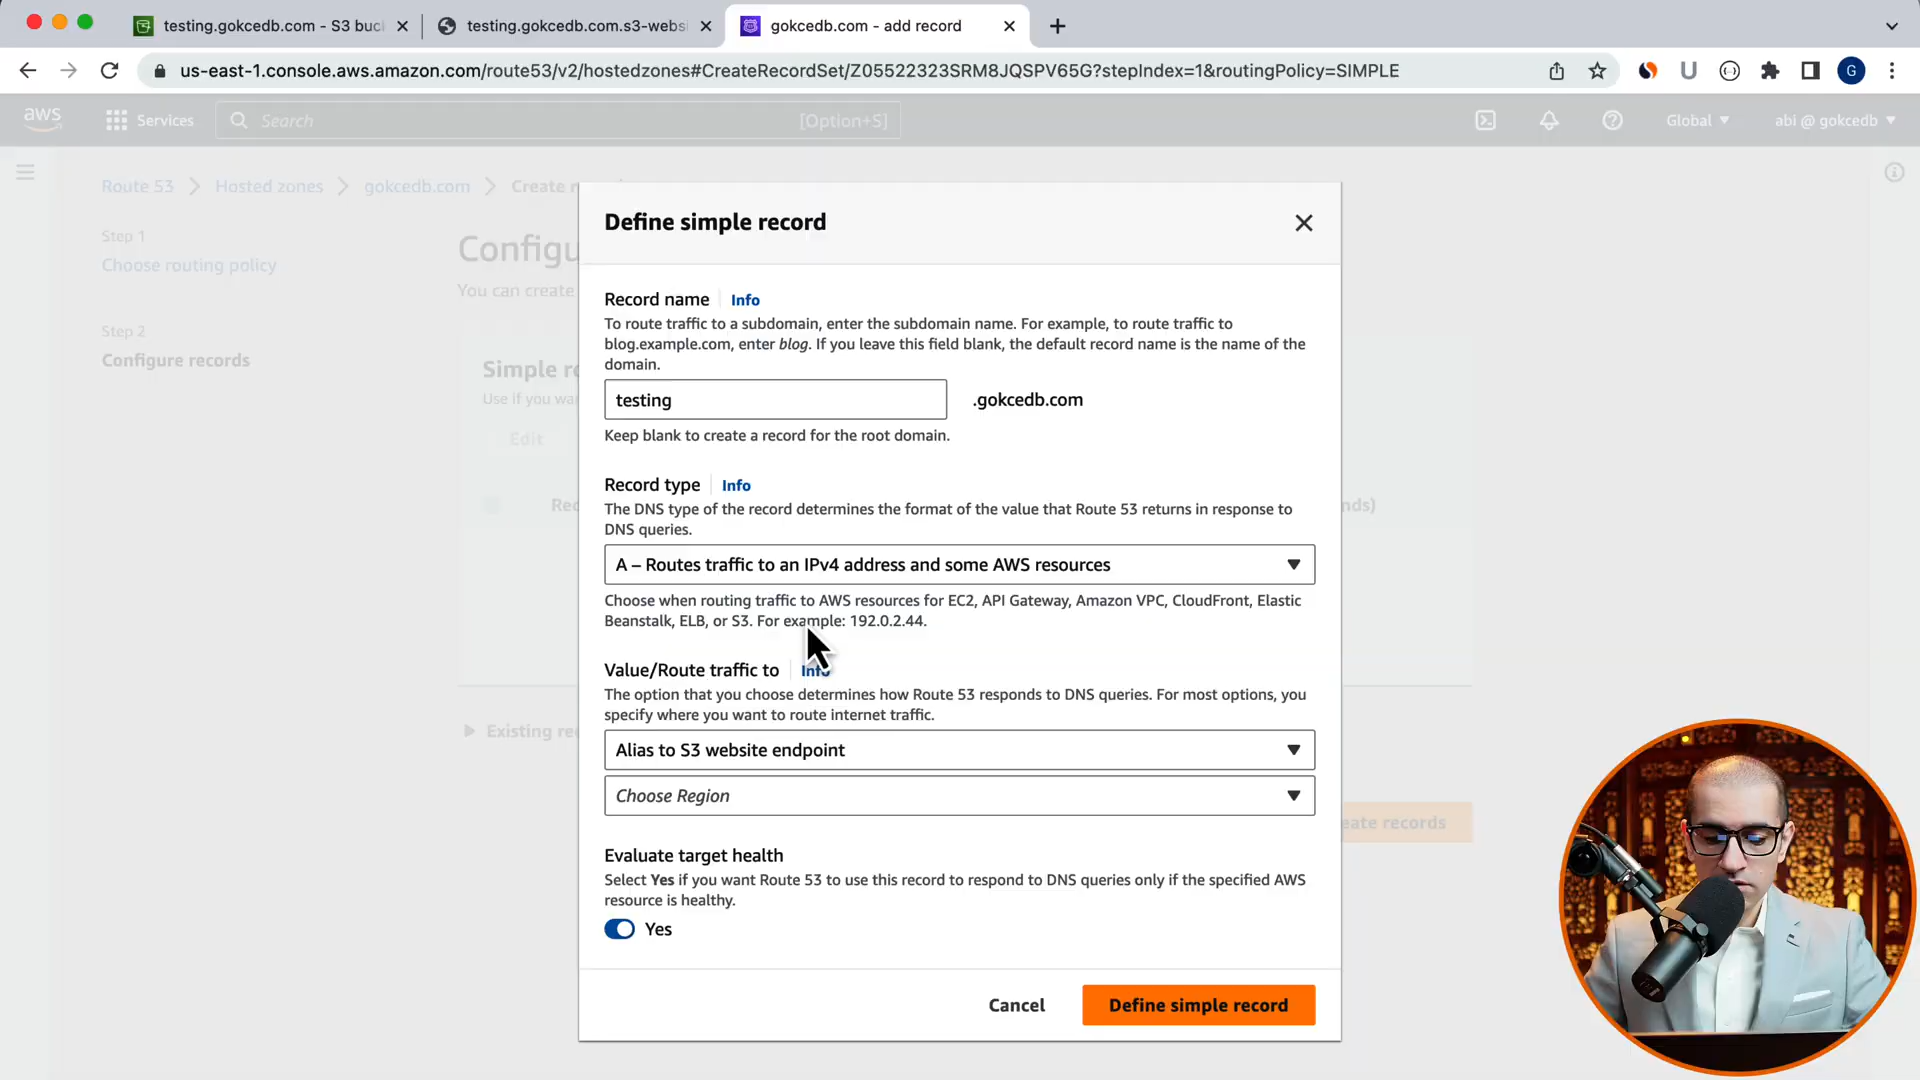 testing.gokcedb.com - S3 buc
testing.gokcedb.com.s3-webs
gokcedb.com - add record
us-east-1.console.aws.amazon.com/route53/v2/hostedzones#CreateRecordSet/Z05522323SRM8JQSPV65G?stepIndex=1&routingPolicy=SIMPLE
G
aws
Services
Search
[Option+S]
Global
abi @ gokcedb
Route 53
Hosted zones
gokcedb.com
Create
Step 1
Choose routing policy
Step 2
Configure records
Configu
You can create
Simple
Use if you
Edit
Existing
Define simple record
Record name
Info
To route traffic to a subdomain, enter the subdomain name. For example, to route traffic to
blog.example.com, enter blog. If you leave this field blank, the default record name is the name of the
domain.
testing
.gokcedb.com
Keep blank to create a record for the root domain.
Record type
Info
The DNS type of the record determines the format of the value that Route 53 returns in response to
DNS queries.
A – Routes traffic to an IPv4 address and some AWS resources
Choose when routing traffic to AWS resources for EC2, API Gateway, Amazon VPC, CloudFront, Elastic
Beanstalk, ELB, or S3. For example: 192.0.2.44.
Value/Route traffic to
Info
The option that you choose determines how Route 53 responds to DNS queries. For most options, you
specify where you want to route internet traffic.
Alias to S3 website endpoint
Choose Region
Evaluate target health
Select Yes if you want Route 53 to use this record to respond to DNS queries only if the specified AWS
resource is healthy.
Yes
Cancel
Define simple record
nds)
eate records